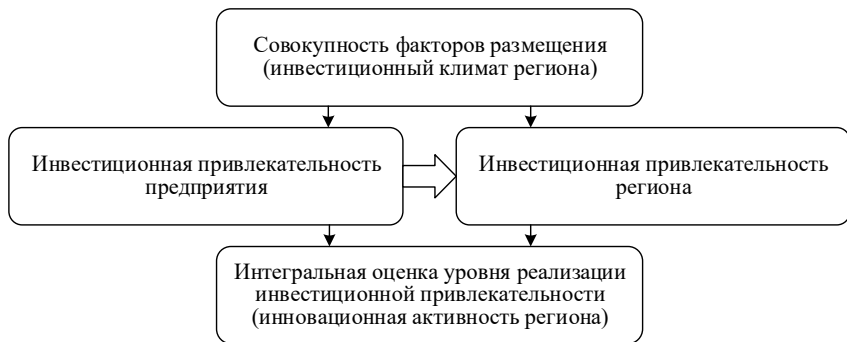 Совокупность факторов размещения
(инвестиционный климат региона)
Инвестиционная привлекательность
предприятия
Инвестиционная привлекательность
региона
Интегральная оценка уровня реализации
инвестиционной привлекательности
(инновационная активность региона)